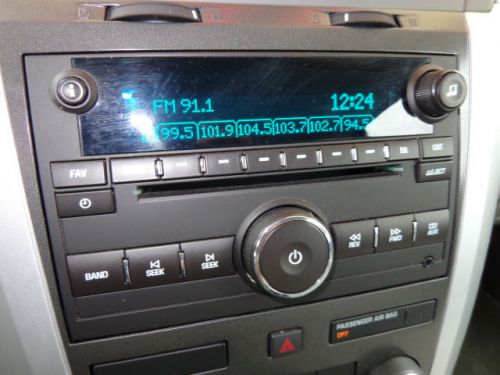 FM 91.1 12:24
99.5 101.9 104.5 103.7 102.7 94.5
FAV
EJECT
BAND SEEK SEEK REV FWD
PASSENGER AIR BAG
OFF